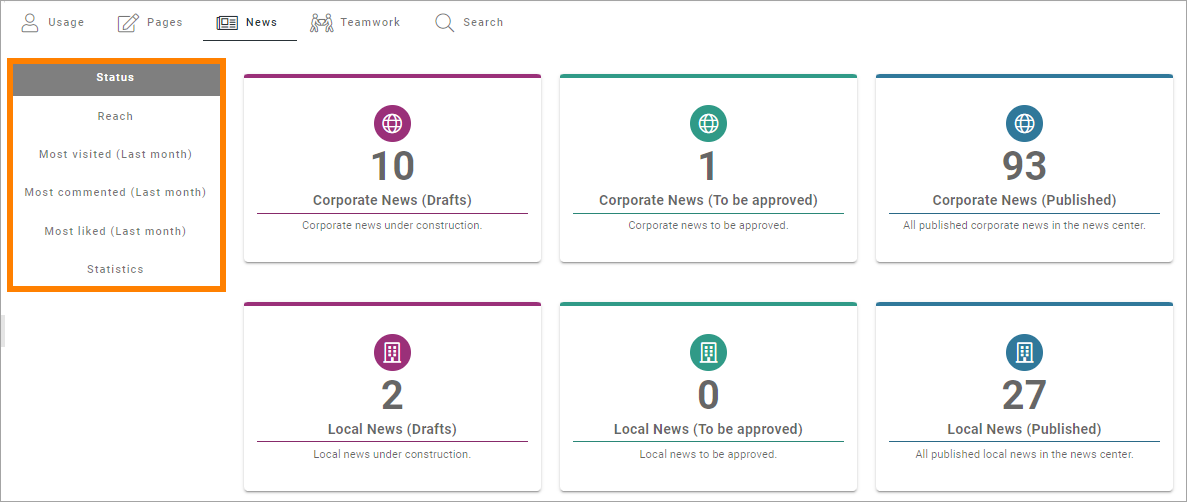 Usage Pages News Teamwork Search
Status
Reach
Most visited (Last month)
Most commented (Last month)
Most liked (Last month)
Statistics
10
Corporate News (Drafts)
Corporate news under construction.
1
Corporate News (To be approved)
Corporate news to be approved.
93
Corporate News (Published)
All published corporate news in the news center.
2
Local News (Drafts)
Local news under construction.
0
Local News (To be approved)
Local news to be approved.
27
Local News (Published)
All published local news in the news center.